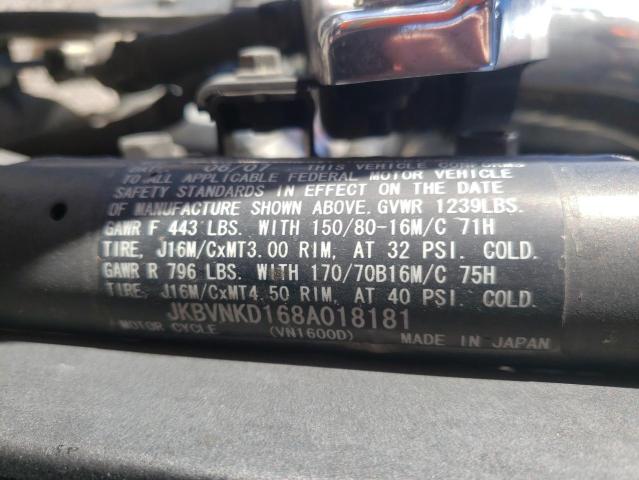 06/07 THIS VEHICLE CONFORMS
TO ALL APPLICABLE FEDERAL MOTOR VEHICLE
SAFETY STANDARDS IN EFFECT ON THE DATE
OF MANUFACTURE SHOWN ABOVE. GVWR 1239LBS.
GAWR F 443 LBS. WITH 150/80-16M/C 71H
TIRE, J16M/CxMT3.00 RIM, AT 32 PSI. COLD.
GAWR R 796 LBS. WITH 170/70B16M/C 75H
TIRE, J16M/CxMT4.50 RIM, AT 40 PSI. COLD.
JKBVNKD168A018181
MOTOR CYCLE (VN1600D) MADE IN JAPAN